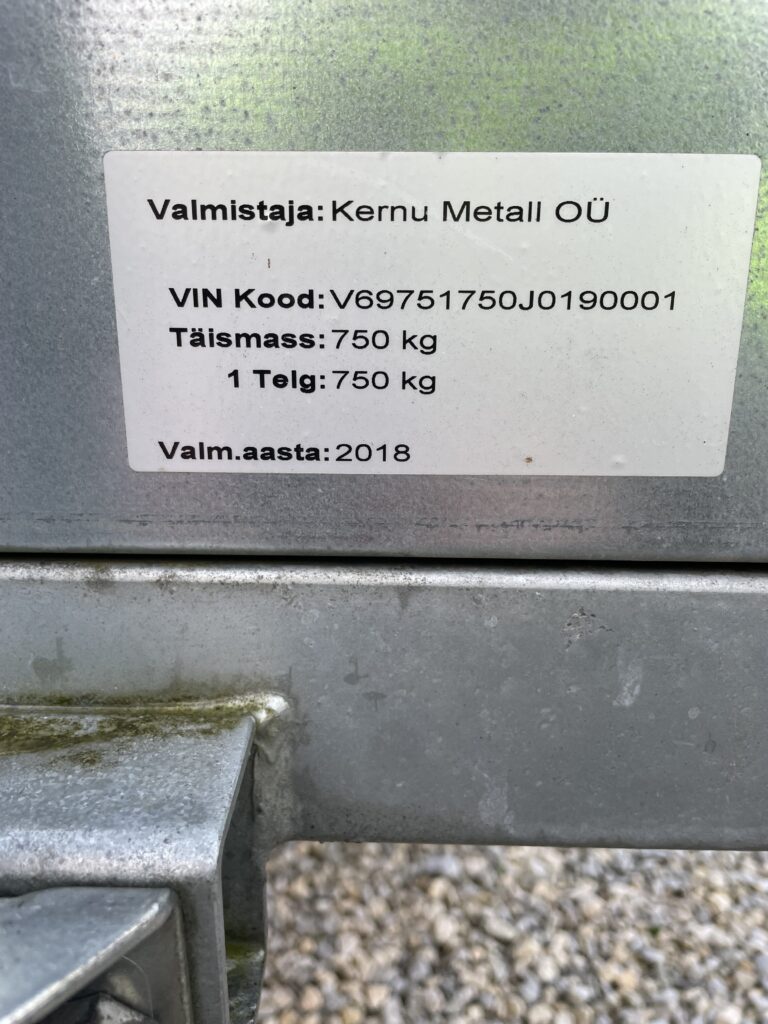 Valmistaja: Kernu Metall OÜ
VIN Kood: V69751750J0190001
Täismass: 750 kg
1 Telg: 750 kg
Valm.aasta: 2018